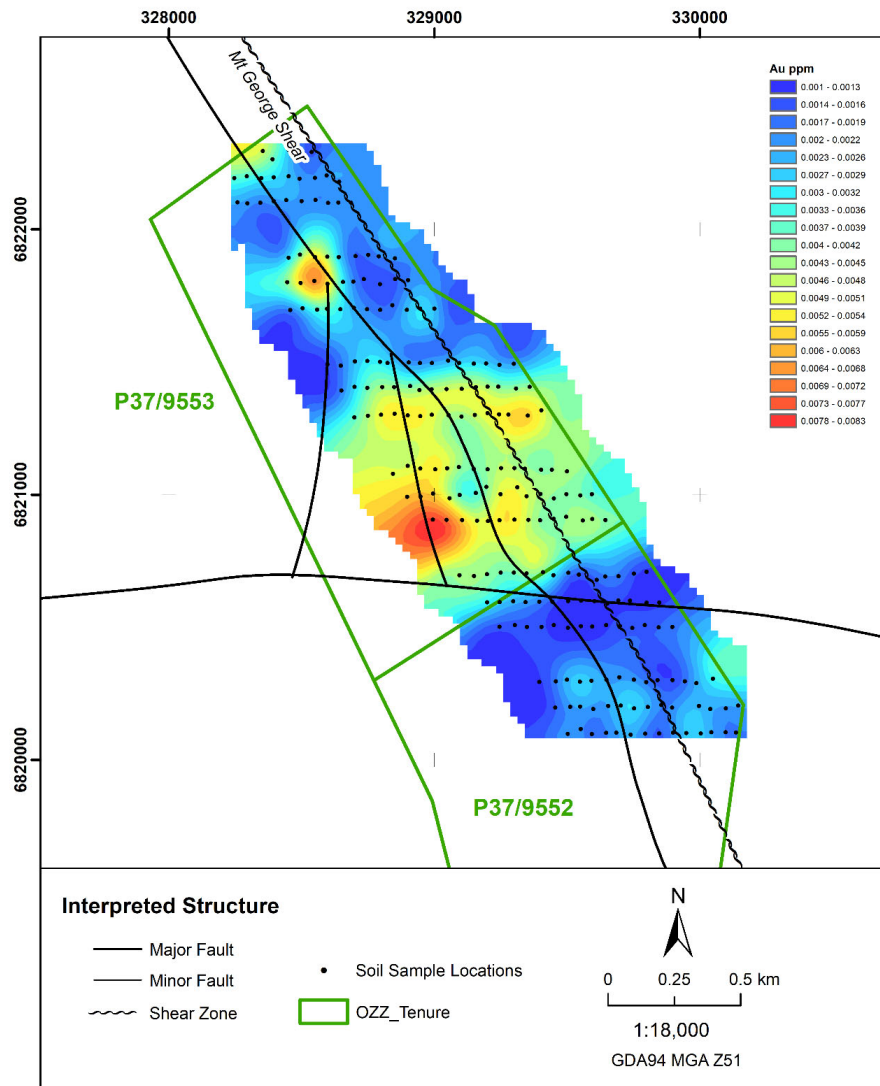 328000
329000
330000
Mt George Shear
Au ppm
0.001 - 0.0013
0.0014 - 0.0016
0.0017 - 0.0019
0.002 - 0.0022
0.0023 - 0.0026
0.0027 - 0.0029
0.003 - 0.0032
0.0033 - 0.0036
0.0037 - 0.0039
0.004 - 0.0042
0.0043 - 0.0045
0.0046 - 0.0048
0.0049 - 0.0051
0.0052 - 0.0054
0.0055 - 0.0059
0.006 - 0.0063
0.0064 - 0.0068
0.0069 - 0.0072
0.0073 - 0.0077
0.0078 - 0.0083
6822000
P37/9553
6821000
6820000
P37/9552
Interpreted Structure
Major Fault
Minor Fault
Shear Zone
Soil Sample Locations
OZZ_Tenure
N
0 0.25 0.5 km
1:18,000
GDA94 MGA Z51